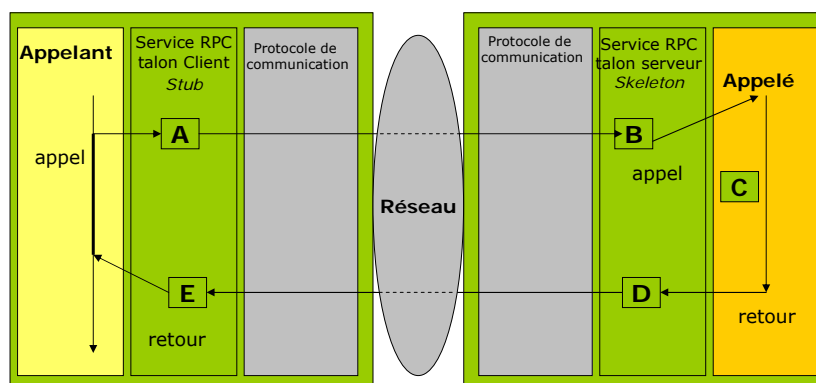 Appelant
Service RPC
talon Client
Stub
Protocole de
communication
Protocole de
communication
Service RPC
talon serveur
Skeleton
Appelé
A
B
appel
appel
C
Réseau
E
D
retour
retour